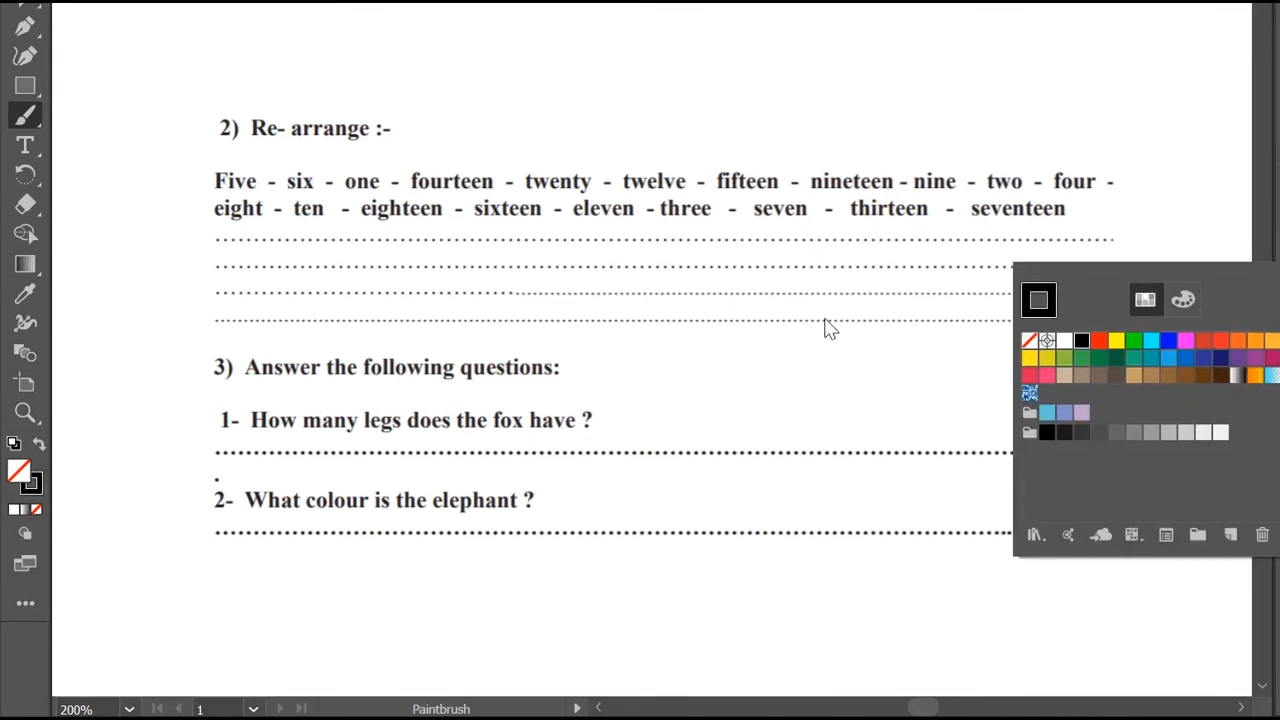 2) Re- arrange :-
Five - six - one - fourteen - twenty - twelve - fifteen - nineteen - nine - two - four -
eight - ten - eighteen - sixteen - eleven - three - seven - thirteen - seventeen
3) Answer the following questions:
1- How many legs does the fox have ?
.
2- What colour is the elephant ?
200%
1
Paintbrush